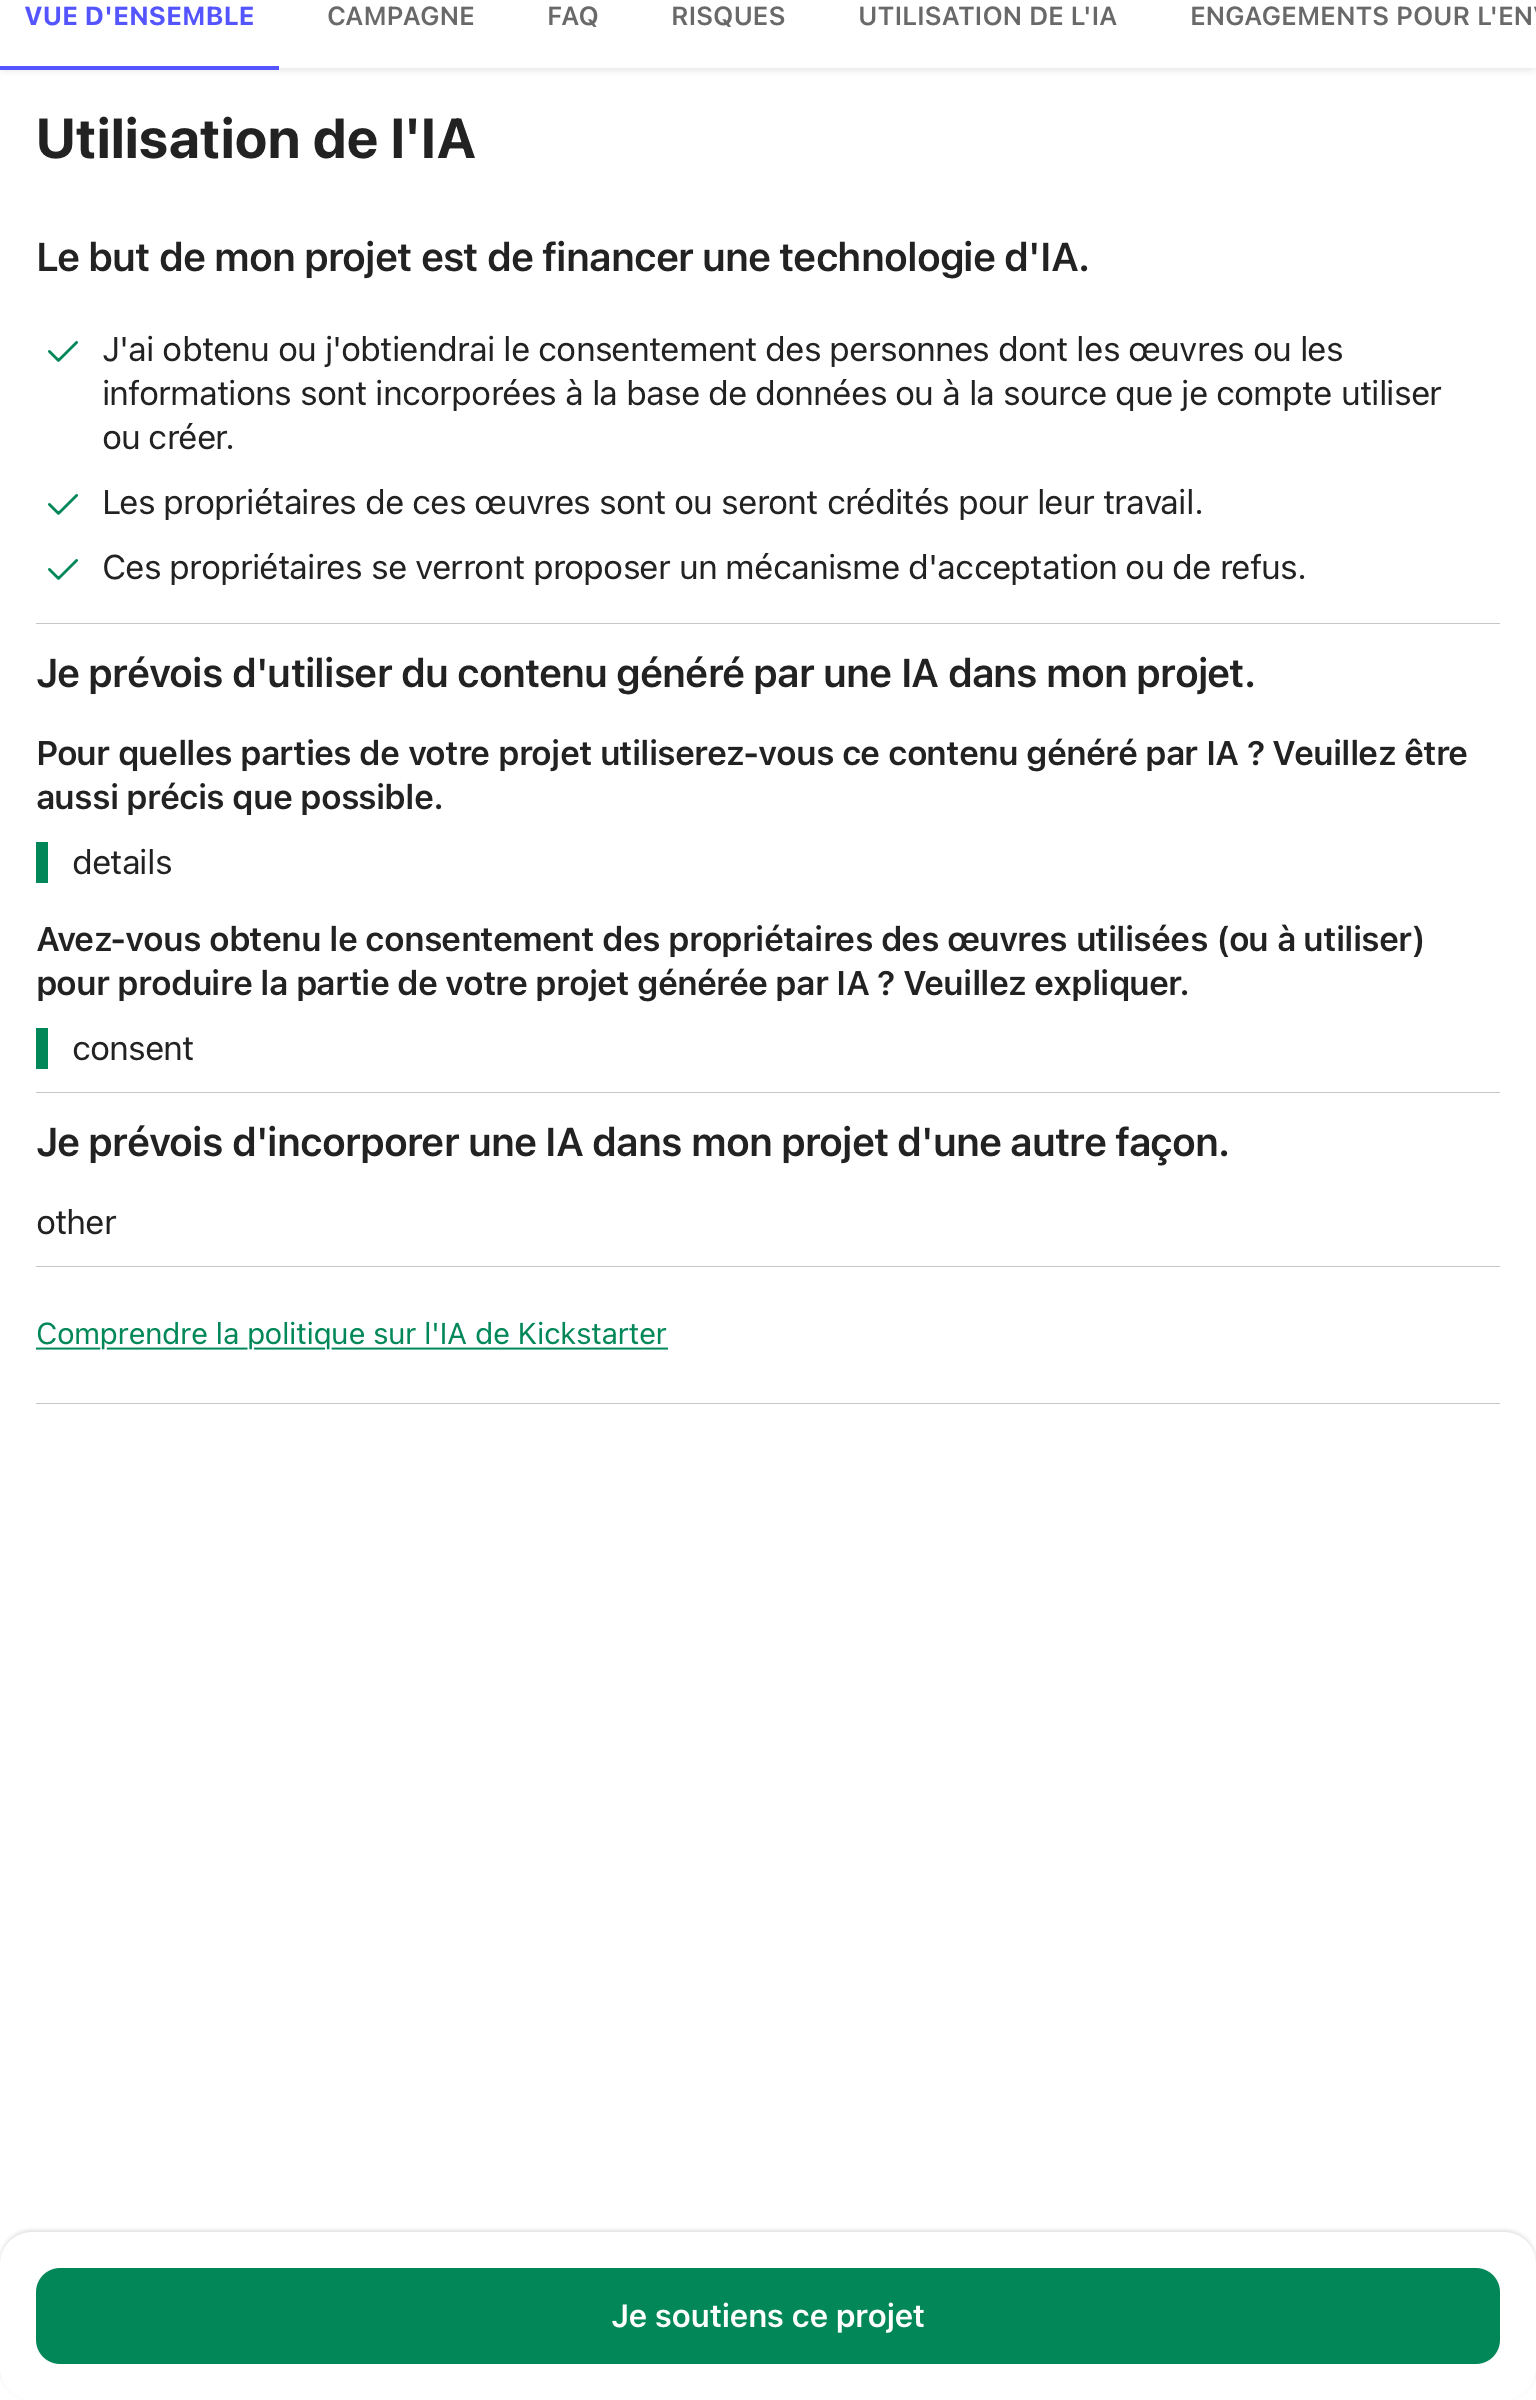 VUE D'ENSEMBLE CAMPAGNE FAQ RISQUES UTILISATION DE L'IA ENGAGEMENTS POUR L'EN
Utilisation de l'IA
Le but de mon projet est de financer une technologie d'IA.
J'ai obtenu ou j'obtiendrai le consentement des personnes dont les œuvres ou les
informations sont incorporées à la base de données ou à la source que je compte utiliser
ou créer.
Les propriétaires de ces œuvres sont ou seront crédités pour leur travail.
Ces propriétaires se verront proposer un mécanisme d'acceptation ou de refus.
Je prévois d'utiliser du contenu généré par une IA dans mon projet.
Pour quelles parties de votre projet utiliserez-vous ce contenu généré par IA ? Veuillez être
aussi précis que possible.
details
Avez-vous obtenu le consentement des propriétaires des œuvres utilisées (ou à utiliser)
pour produire la partie de votre projet générée par IA ? Veuillez expliquer.
consent
Je prévois d'incorporer une IA dans mon projet d'une autre façon.
other
Comprendre la politique sur l'IA de Kickstarter
Je soutiens ce projet